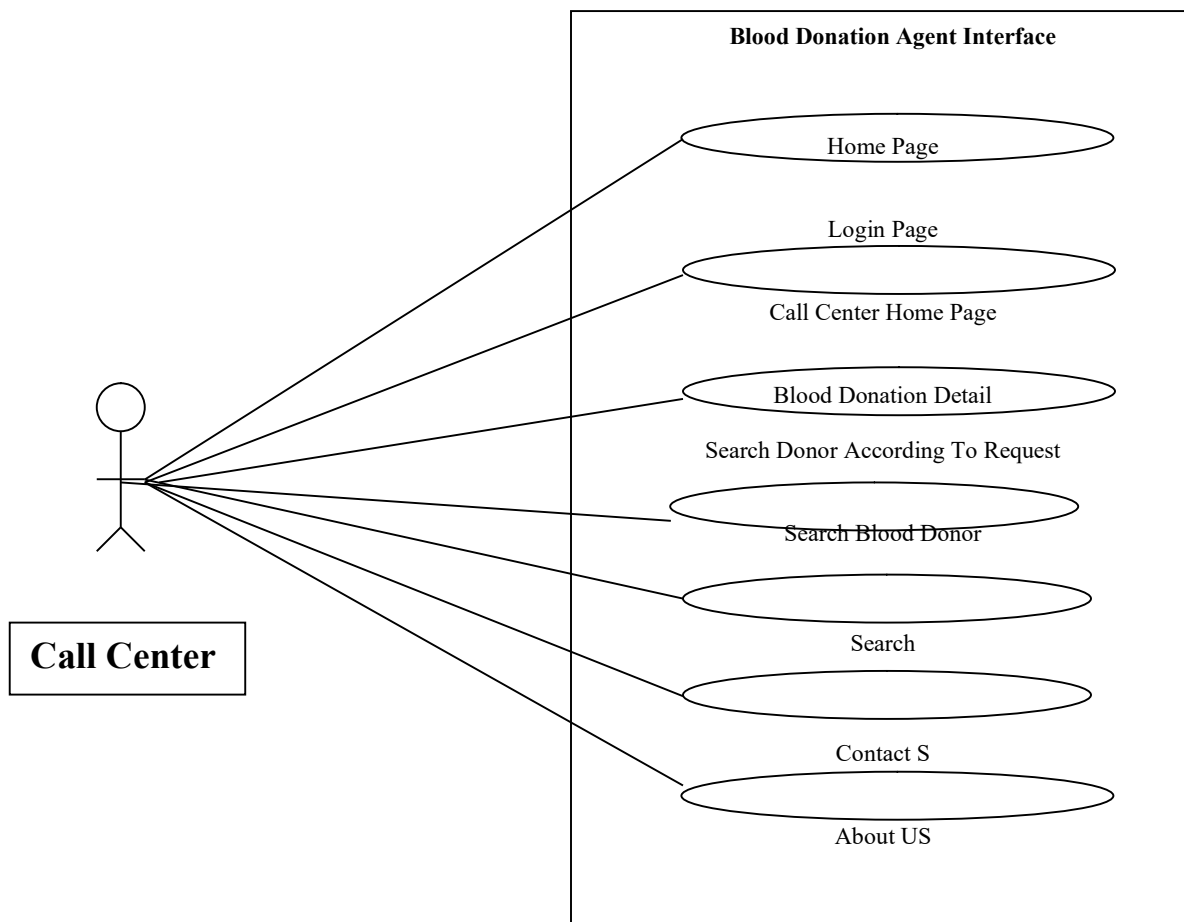 Blood Donation Agent Interface
Home Page
Login Page
Call Center Home Page
Blood Donation Detail
Search Donor According To Request
Search Blood Donor
Call Center
Search
Contact S
About US